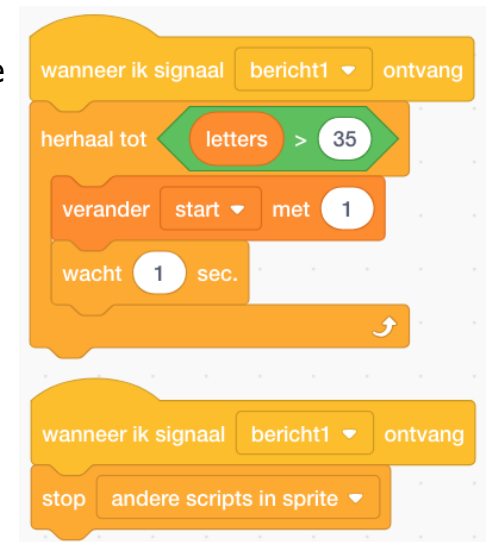 e
wanneer ik signaal bericht1 ontvang
herhaal tot letters > 35
verander start met 1
wacht 1 sec.
wanneer ik signaal bericht1 ontvang
stop andere scripts in sprite